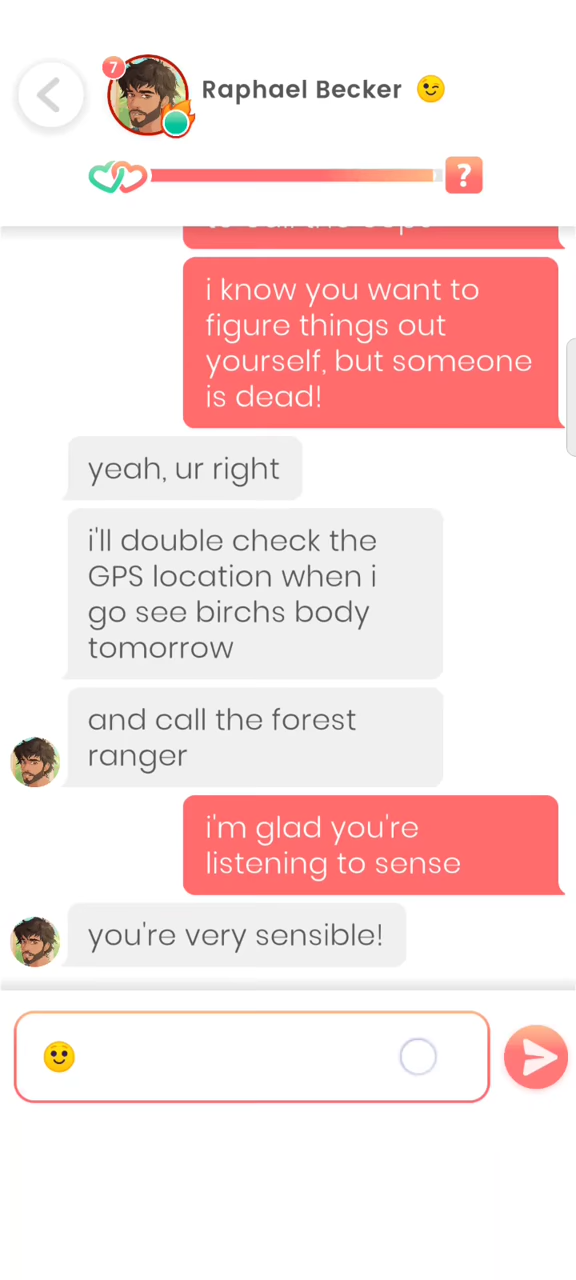 7
Raphael Becker 😉
?
i know you want to
figure things out
yourself, but someone
is dead!
yeah, ur right
i'll double check the
GPS location when i
go see birchs body
tomorrow
and call the forest
ranger
i'm glad you're
listening to sense
you're very sensible!
🙂